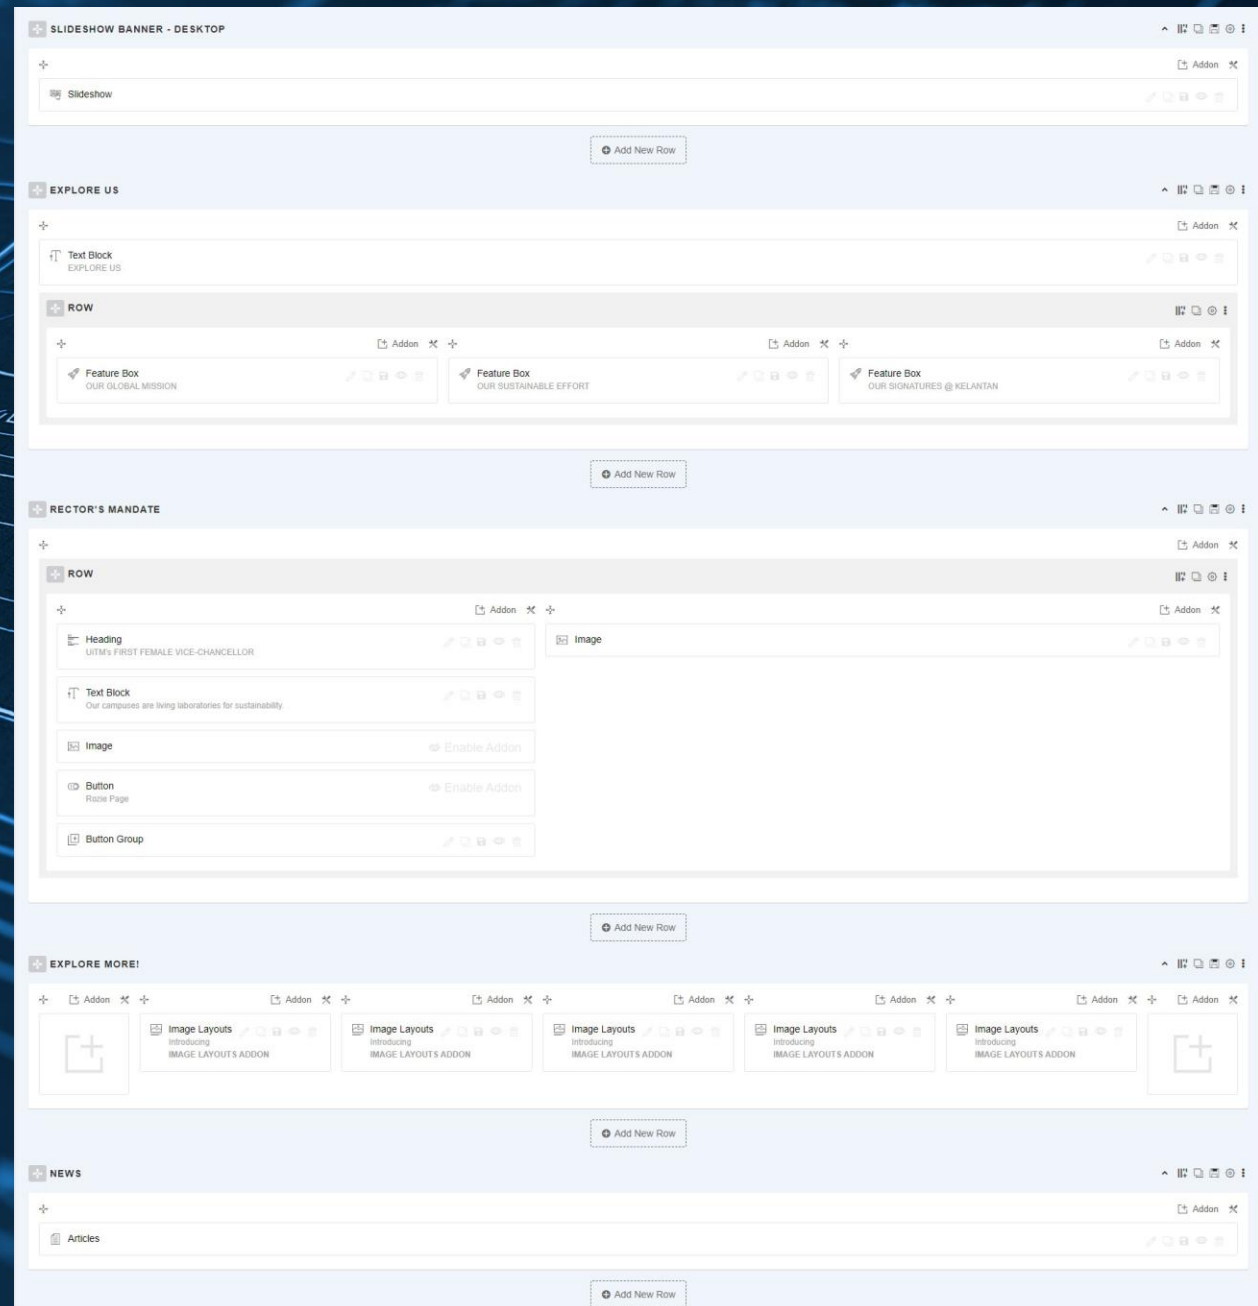 SLIDESHOW BANNER - DESKTOP
Addon
Slideshow
Add New Row
EXPLORE US
Addon
Text Block
EXPLORE US
ROW
Addon Addon Addon
Feature Box Feature Box Feature Box
OUR GLOBAL MISSION OUR SUSTAINABLE EFFORT OUR SIGNATURES @ KELANTAN
Add New Row
RECTOR'S MANDATE
Addon
ROW
Addon Addon
Heading Image
UiTM's FIRST FEMALE VICE-CHANCELLOR
Text Block
Our campuses are living laboratories for sustainability
Image Enable Addon
Button Enable Addon
Rozie Page
Button Group
Add New Row
EXPLORE MORE!
Addon Addon Addon Addon Addon Addon Addon
Image Layouts Image Layouts Image Layouts Image Layouts Image Layouts
Introducing Introducing Introducing Introducing Introducing
IMAGE LAYOUTS ADDON IMAGE LAYOUTS ADDON IMAGE LAYOUTS ADDON IMAGE LAYOUTS ADDON IMAGE LAYOUTS ADDON
Add New Row
NEWS
Addon
Articles
Add New Row